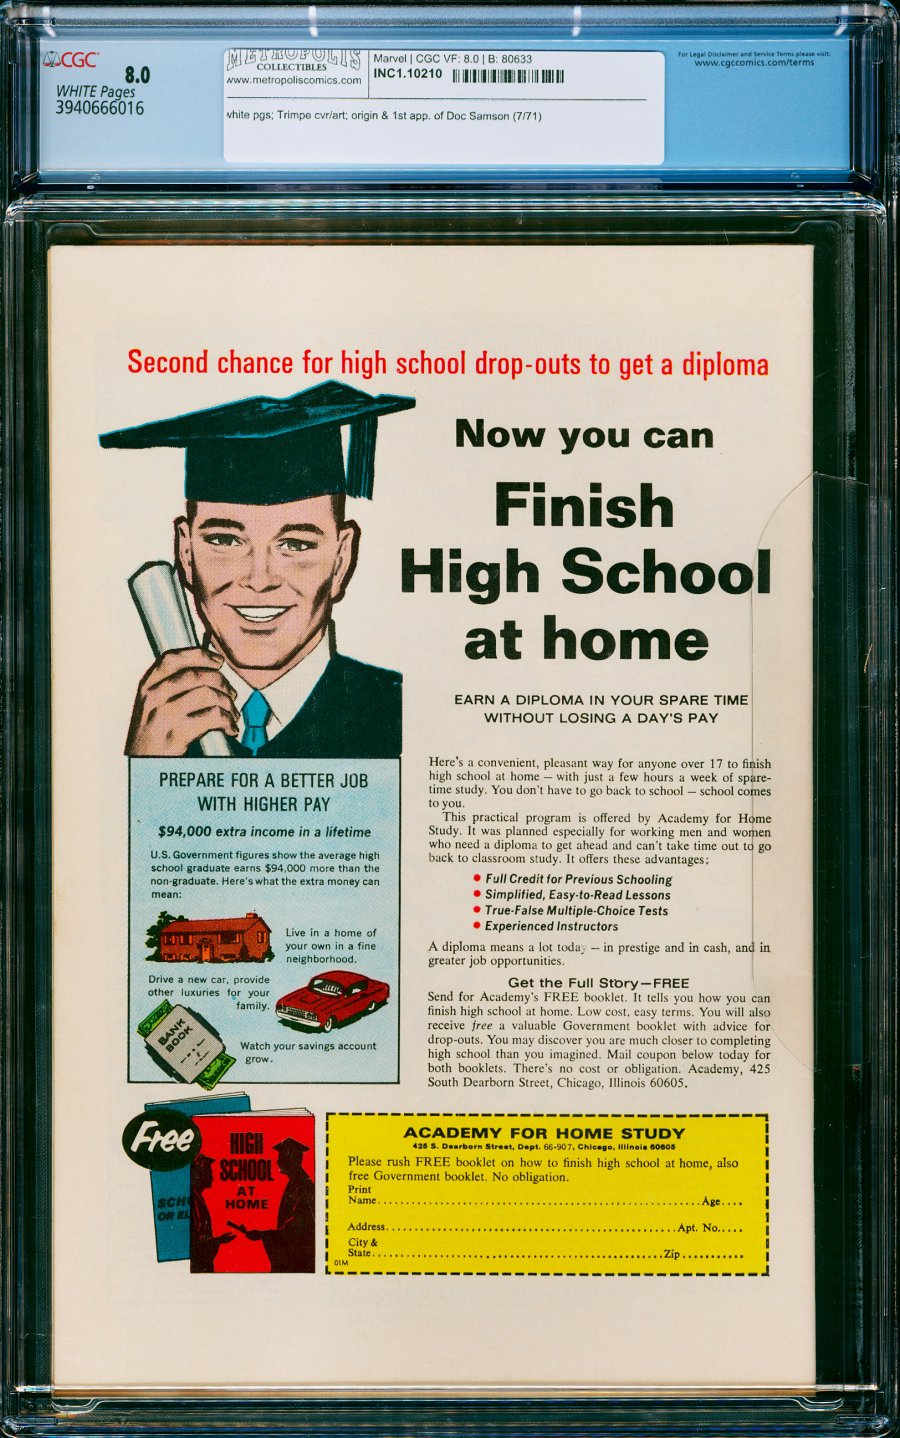 CGC
8.0
WHITE Pages
3940666016
METROPOLIS
COLLECTIBLES
www.metropoliscomics.com
Marvel | CGC VF: 8.0 | B: 80633
INC1.10210
white pgs; Trimpe cvr/art; origin & 1st app. of Doc Samson (7/71)
For Legal Disclaimer and Service Terms please visit:
www.cgccomics.com/terms
Second chance for high school drop-outs to get a diploma
Now you can
Finish
High School
at home
EARN A DIPLOMA IN YOUR SPARE TIME
WITHOUT LOSING A DAY'S PAY
Here's a convenient, pleasant way for anyone over 17 to finish
high school at home — with just a few hours a week of spare-
time study. You don't have to go back to school — school comes
to you.
This practical program is offered by Academy for Home
Study. It was planned especially for working men and women
who need a diploma to get ahead and can't take time out to go
back to classroom study. It offers these advantages:
• Full Credit for Previous Schooling
• Simplified, Easy-to-Read Lessons
• True-False Multiple-Choice Tests
• Experienced Instructors
A diploma means a lot today — in prestige and in cash, and in
greater job opportunities.
Get the Full Story—FREE
Send for Academy's FREE booklet. It tells you how you can
finish high school at home. Low cost, easy terms. You will also
receive free a valuable Government booklet with advice for
drop-outs. You may discover you are much closer to completing
high school than you imagined. Mail coupon below today for
both booklets. There's no cost or obligation. Academy, 425
South Dearborn Street, Chicago, Illinois 60605.
PREPARE FOR A BETTER JOB
WITH HIGHER PAY
$94,000 extra income in a lifetime
U.S. Government figures show the average high
school graduate earns $94,000 more than the
non-graduate. Here's what the extra money can
mean:
Live in a home of
your own in a fine
neighborhood.
Drive a new car, provide
other luxuries for your
family.
BANK
BOOK
Watch your savings account
grow.
Free
SCH
OR EL
HIGH
SCHOOL
AT
HOME
ACADEMY FOR HOME STUDY
425 S. Dearborn Street, Dept. 66-907, Chicago, Illinois 60605
Please rush FREE booklet on how to finish high school at home, also
free Government booklet. No obligation.
Print
Name Age
Address Apt. No.
City &
State Zip
01M